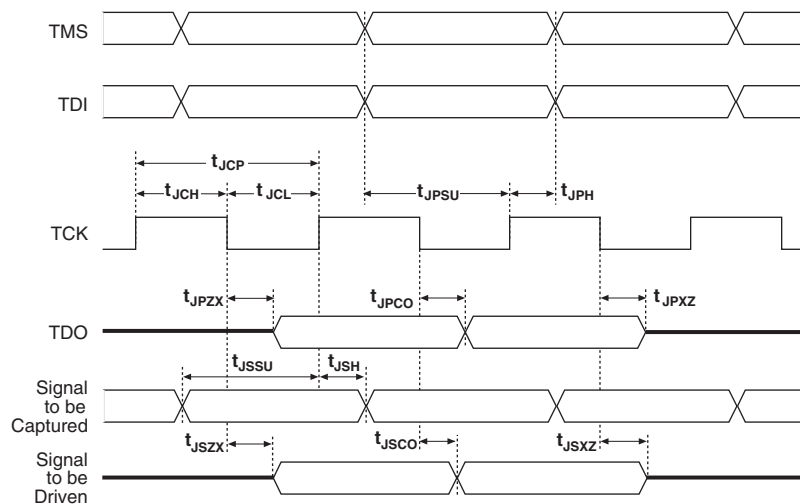 TMS
TDI
tJCP
tJCH tJCL tJPSU tJPH
TCK
tJPZX tJPCO tJPXZ
TDO
tJSSU tJSH
Signal
to be
Captured
tJSZX tJSCO tJSXZ
Signal
to be
Driven